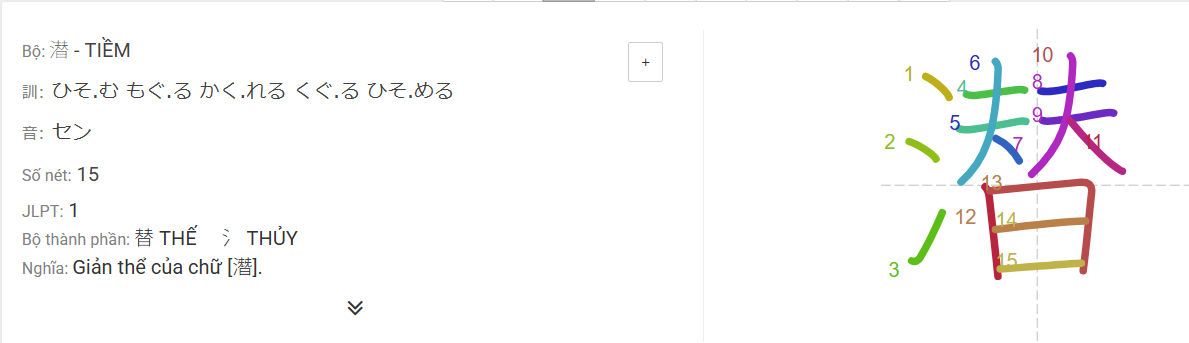 Bộ: 潜 - TIỀM
訓: ひそ.む もぐ.る かく.れる くぐ.る ひそ.める
+
音: セン
Số nét: 15
JLPT: 1
Bộ thành phần: 替 THẾ 氵 THỦY
Nghĩa: Giản thể của chữ [潛].
1
2
3
4
5
6
7
8
9
10
11
12
13
14
15
潜